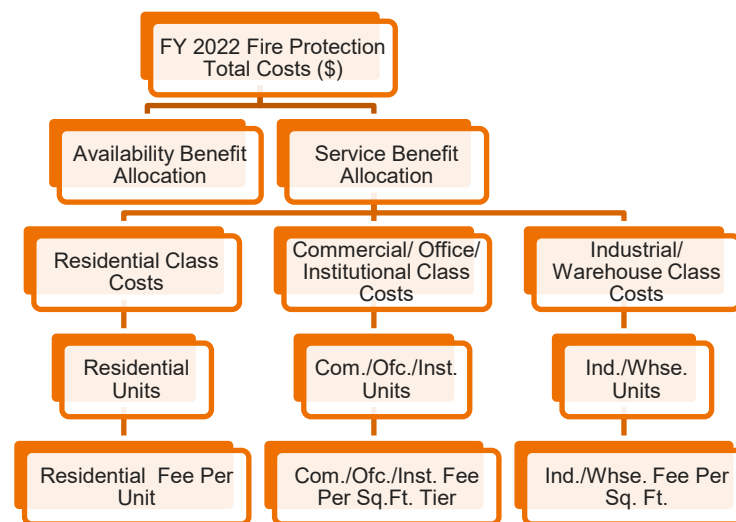 FY 2022 Fire Protection
Total Costs ($)
Availability Benefit
Allocation
Service Benefit
Allocation
Residential Class
Costs
Commercial/ Office/
Institutional Class
Costs
Industrial/
Warehouse Class
Costs
Residential
Units
Com./Ofc./Inst.
Units
Ind./Whse.
Units
Residential Fee Per
Unit
Com./Ofc./Inst. Fee
Per Sq.Ft. Tier
Ind./Whse. Fee Per
Sq. Ft.